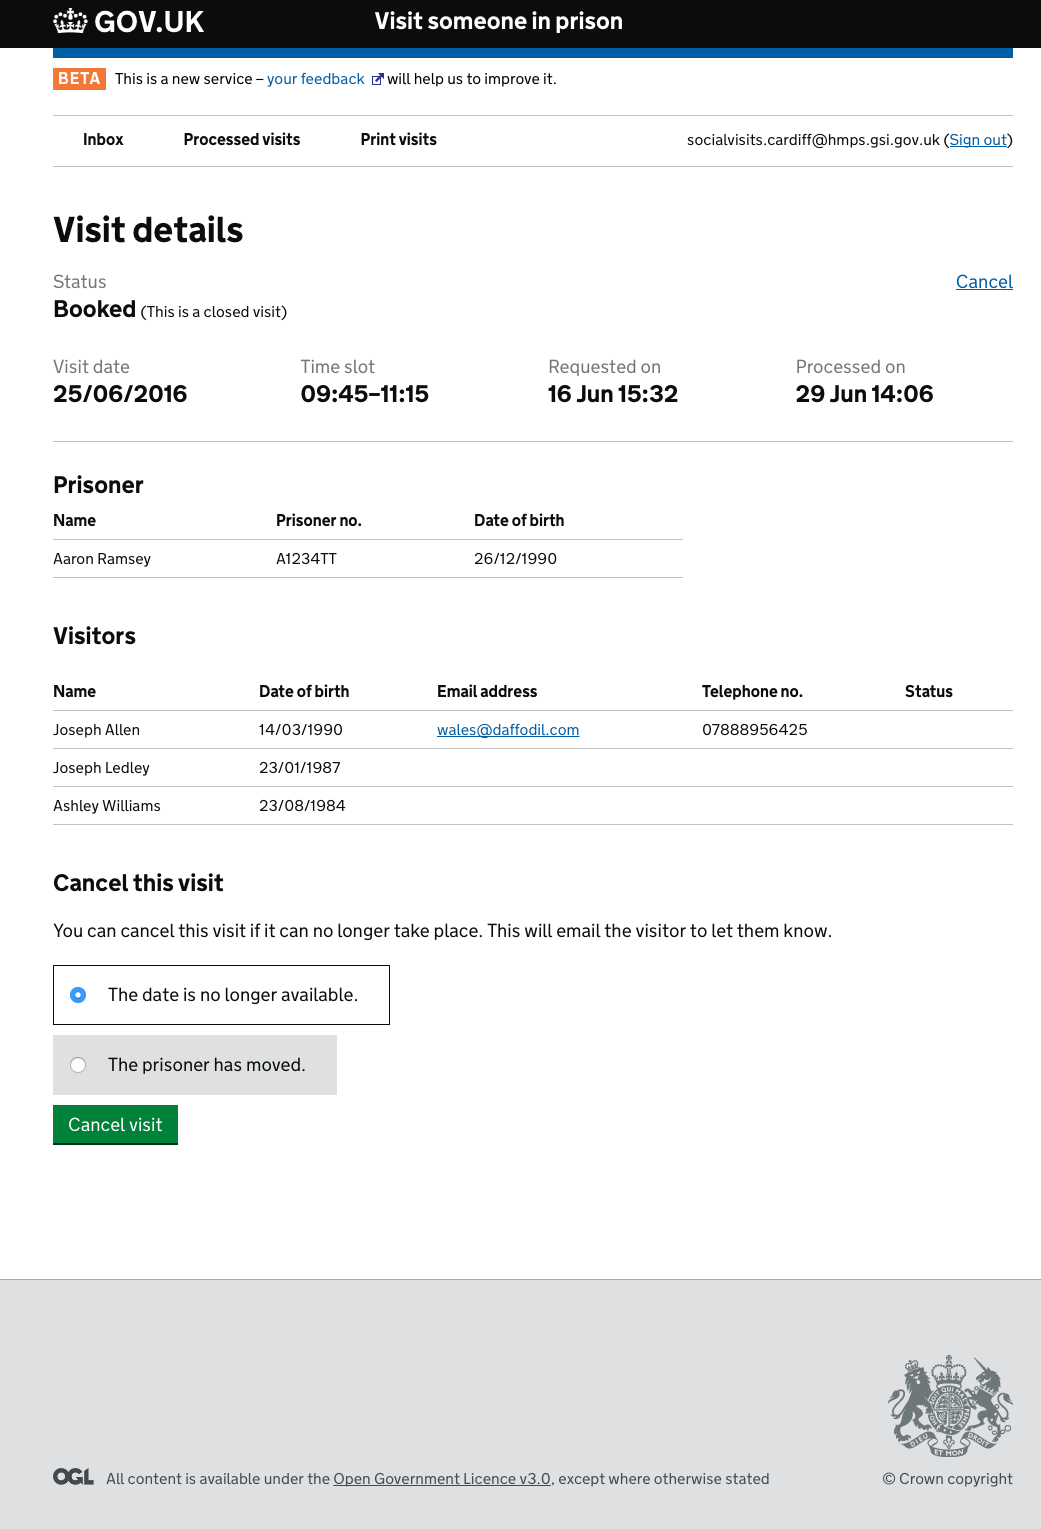 GOV.UK Visit someone in prison
BETA This is a new service – your feedback will help us to improve it.
Inbox Processed visits Print visits socialvisits.cardiff@hmps.gsi.gov.uk (Sign out)
Visit details
Status Cancel
Booked (This is a closed visit)
Visit date Time slot Requested on Processed on
25/06/2016 09:45–11:15 16 Jun 15:32 29 Jun 14:06
Prisoner
Name Prisoner no. Date of birth
Aaron Ramsey A1234TT 26/12/1990
Visitors
Name Date of birth Email address Telephone no. Status
Joseph Allen 14/03/1990 wales@daffodil.com 07888956425
Joseph Ledley 23/01/1987
Ashley Williams 23/08/1984
Cancel this visit
You can cancel this visit if it can no longer take place. This will email the visitor to let them know.
The date is no longer available.
The prisoner has moved.
Cancel visit
DIEU ET MON DROIT
OGL All content is available under the Open Government Licence v3.0, except where otherwise stated © Crown copyright